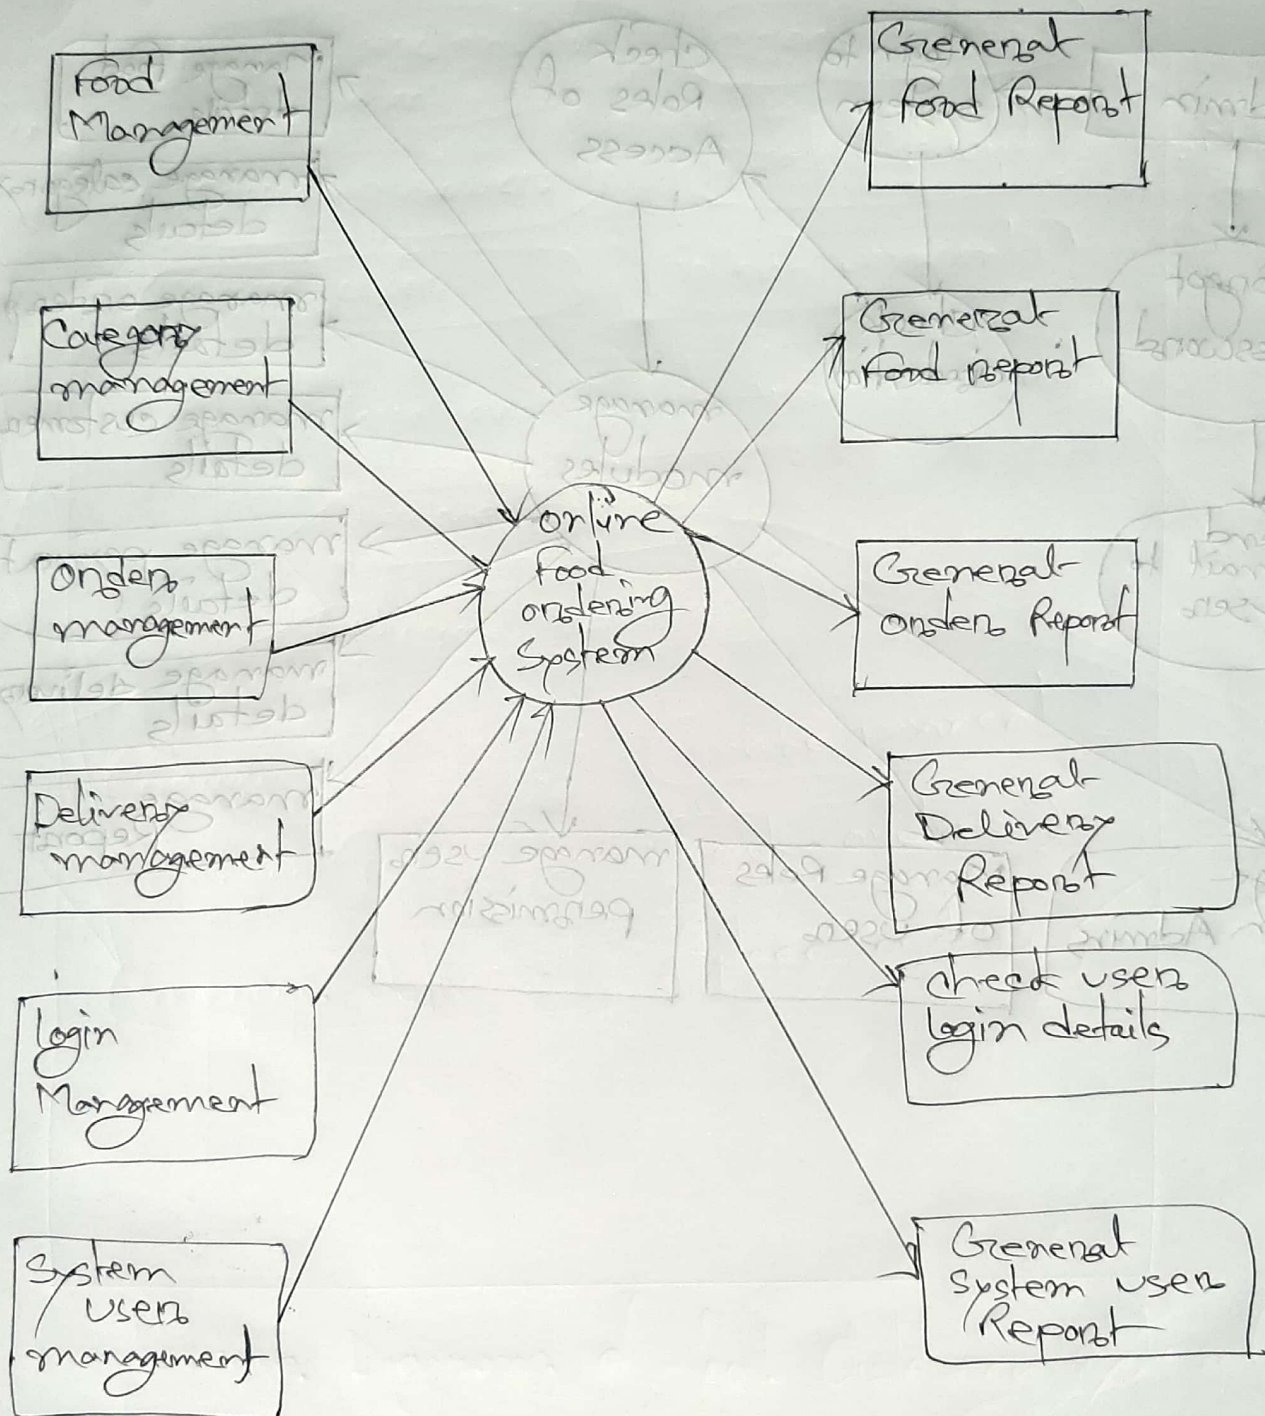 Food
Management
Category
management
Order
management
Delivery
management
Login
Management
System
user
management
Online
Food
ordering
System
Generat
Food Report
Generat
Food report
Generat
order Report
Generat
Delivery
Report
check user
login details
Generat
System user
Report